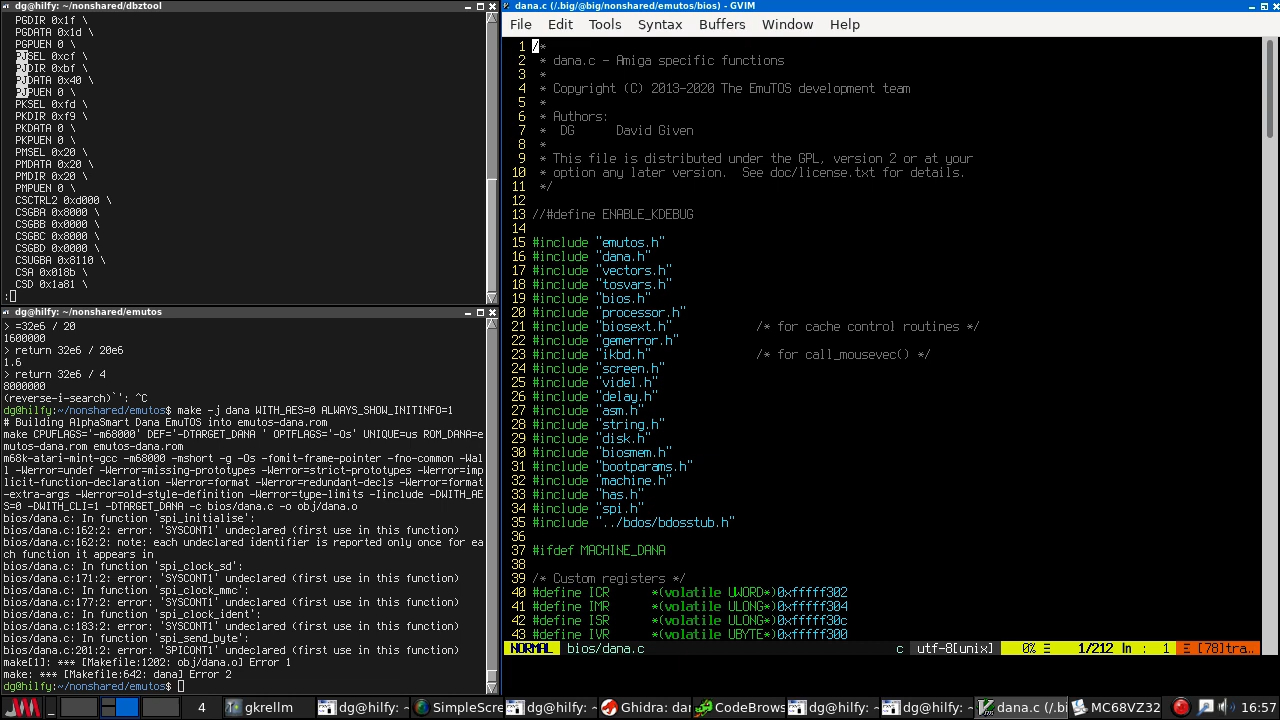 dg@hilfy: ~/nonshared/dbztool
PGDIR 0x1f \
PGDATA 0x1d \
PGPUEN 0 \
PJSEL 0xcf \
PJDIR 0xbf \
PJDATA 0x40 \
PJPUEN 0 \
PKSEL 0xfd \
PKDIR 0xf9 \
PKDATA 0 \
PKPUEN 0 \
PMSEL 0x20 \
PMDATA 0x20 \
PMDIR 0x20 \
PMPUEN 0 \
CSCTRL2 0xd000 \
CSGBA 0x8000 \
CSGBB 0x0000 \
CSGBC 0x8000 \
CSGBD 0x0000 \
CSUGBA 0x8110 \
CSA 0x018b \
CSD 0x1a81 \
:
dg@hilfy: ~/nonshared/emutos
> =32e6 / 20
1600000
> return 32e6 / 20e6
1.6
> return 32e6 / 4
8000000
(reverse-i-search)`': ^C
dg@hilfy:~/nonshared/emutos$ make -j dana WITH_AES=0 ALWAYS_SHOW_INITINFO=1
# Building AlphaSmart Dana EmuTOS into emutos-dana.rom
make CPUFLAGS='-m68000' DEF='-DTARGET_DANA ' OPTFLAGS='-Os' UNIQUE=us ROM_DANA=e
mutos-dana.rom emutos-dana.rom
m68k-atari-mint-gcc -m68000 -mshort -g -Os -fomit-frame-pointer -fno-common -Wal
l -Werror=undef -Werror=missing-prototypes -Werror=strict-prototypes -Werror=imp
licit-function-declaration -Werror=format -Werror=redundant-decls -Werror=format
-extra-args -Werror=old-style-definition -Werror=type-limits -Iinclude -DWITH_AE
S=0 -DWITH_CLI=1 -DTARGET_DANA -c bios/dana.c -o obj/dana.o
bios/dana.c: In function 'spi_initialise':
bios/dana.c:162:2: error: 'SYSCONT1' undeclared (first use in this function)
bios/dana.c:162:2: note: each undeclared identifier is reported only once for ea
ch function it appears in
bios/dana.c: In function 'spi_clock_sd':
bios/dana.c:171:2: error: 'SYSCONT1' undeclared (first use in this function)
bios/dana.c: In function 'spi_clock_mmc':
bios/dana.c:177:2: error: 'SYSCONT1' undeclared (first use in this function)
bios/dana.c: In function 'spi_clock_ident':
bios/dana.c:183:2: error: 'SYSCONT1' undeclared (first use in this function)
bios/dana.c: In function 'spi_send_byte':
bios/dana.c:201:2: error: 'SPICONT1' undeclared (first use in this function)
make[1]: *** [Makefile:1202: obj/dana.o] Error 1
make: *** [Makefile:642: dana] Error 2
dg@hilfy:~/nonshared/emutos$
dana.c (/.big/@big/nonshared/emutos/bios) - GVIM
File Edit Tools Syntax Buffers Window Help
1 /*
2 * dana.c - Amiga specific functions
3 *
4 * Copyright (C) 2013-2020 The EmuTOS development team
5 *
6 * Authors:
7 *  DG      David Given
8 *
9 * This file is distributed under the GPL, version 2 or at your
10 * option any later version.  See doc/license.txt for details.
11 */
12
13 //#define ENABLE_KDEBUG
14
15 #include "emutos.h"
16 #include "dana.h"
17 #include "vectors.h"
18 #include "tosvars.h"
19 #include "bios.h"
20 #include "processor.h"
21 #include "biosext.h" /* for cache control routines */
22 #include "gemerror.h"
23 #include "ikbd.h" /* for call_mousevec() */
24 #include "screen.h"
25 #include "videl.h"
26 #include "delay.h"
27 #include "asm.h"
28 #include "string.h"
29 #include "disk.h"
30 #include "biosmem.h"
31 #include "bootparams.h"
32 #include "machine.h"
33 #include "has.h"
34 #include "spi.h"
35 #include "../bdos/bdosstub.h"
36
37 #ifdef MACHINE_DANA
38
39 /* Custom registers */
40 #define ICR *(volatile UWORD*)0xfffff302
41 #define IMR *(volatile ULONG*)0xfffff304
42 #define ISR *(volatile ULONG*)0xfffff30c
43 #define IVR *(volatile UBYTE*)0xfffff300
NORMAL bios/dana.c c utf-8[unix] 0% Ξ 1/212 ln : 1 Ξ [78]tra..
4 gkrellm dg@hilfy: ~ SimpleScre dg@hilfy: ~ Ghidra: dar CodeBrows dg@hilfy: ~ dg@hilfy: ~ dana.c (/.bi MC68VZ32 16:57